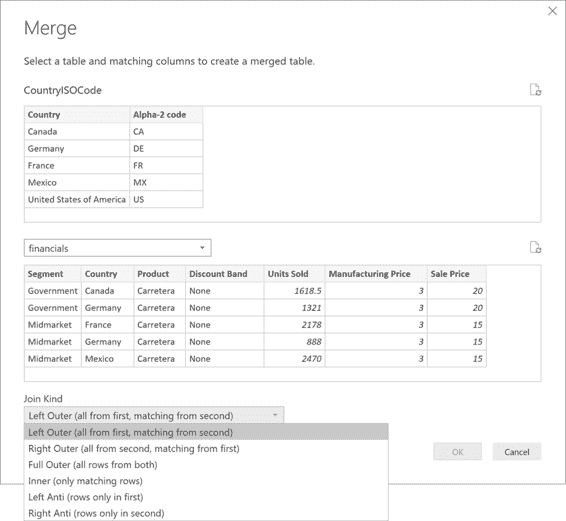 Merge
Select a table and matching columns to create a merged table.
CountryISOCode
Country Alpha-2 code
Canada CA
Germany DE
France FR
Mexico MX
United States of America US
financials
Segment Country Product Discount Band Units Sold Manufacturing Price Sale Price
Government Canada Carretera None 1618.5 3 20
Government Germany Carretera None 1321 3 20
Midmarket France Carretera None 2178 3 15
Midmarket Germany Carretera None 888 3 15
Midmarket Mexico Carretera None 2470 3 15
Join Kind
Left Outer (all from first, matching from second)
Left Outer (all from first, matching from second)
Right Outer (all from second, matching from first)
Full Outer (all rows from both)
Inner (only matching rows)
Left Anti (rows only in first)
Right Anti (rows only in second)
OK Cancel